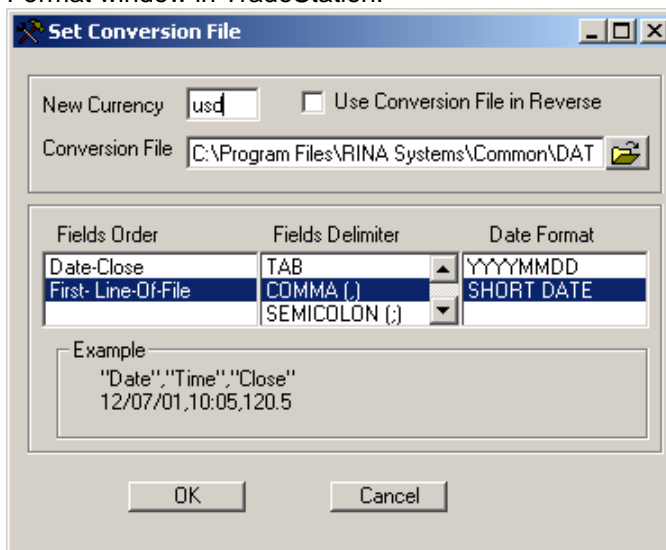 Format window in TradeStation.
Set Conversion File
New Currency usd Use Conversion File in Reverse
Conversion File C:\Program Files\RINA Systems\Common\DAT
Fields Order Fields Delimiter Date Format
Date-Close TAB YYYYMMDD
First- Line-Of-File COMMA (,) SHORT DATE
SEMICOLON (;)
Example
"Date","Time","Close"
12/07/01,10:05,120.5
OK Cancel